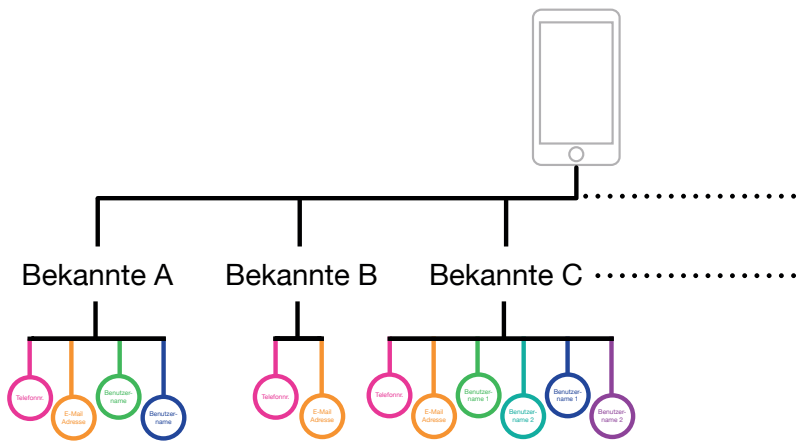 Bekannte A
Bekannte B
Bekannte C
Telefonnr.
E-Mail
Adresse
Benutzer-
name
Benutzer-
name
Telefonnr.
E-Mail
Adresse
Telefonnr.
E-Mail
Adresse
Benutzer-
name 1
Benutzer-
name 2
Benutzer-
name 1
Benutzer-
name 2